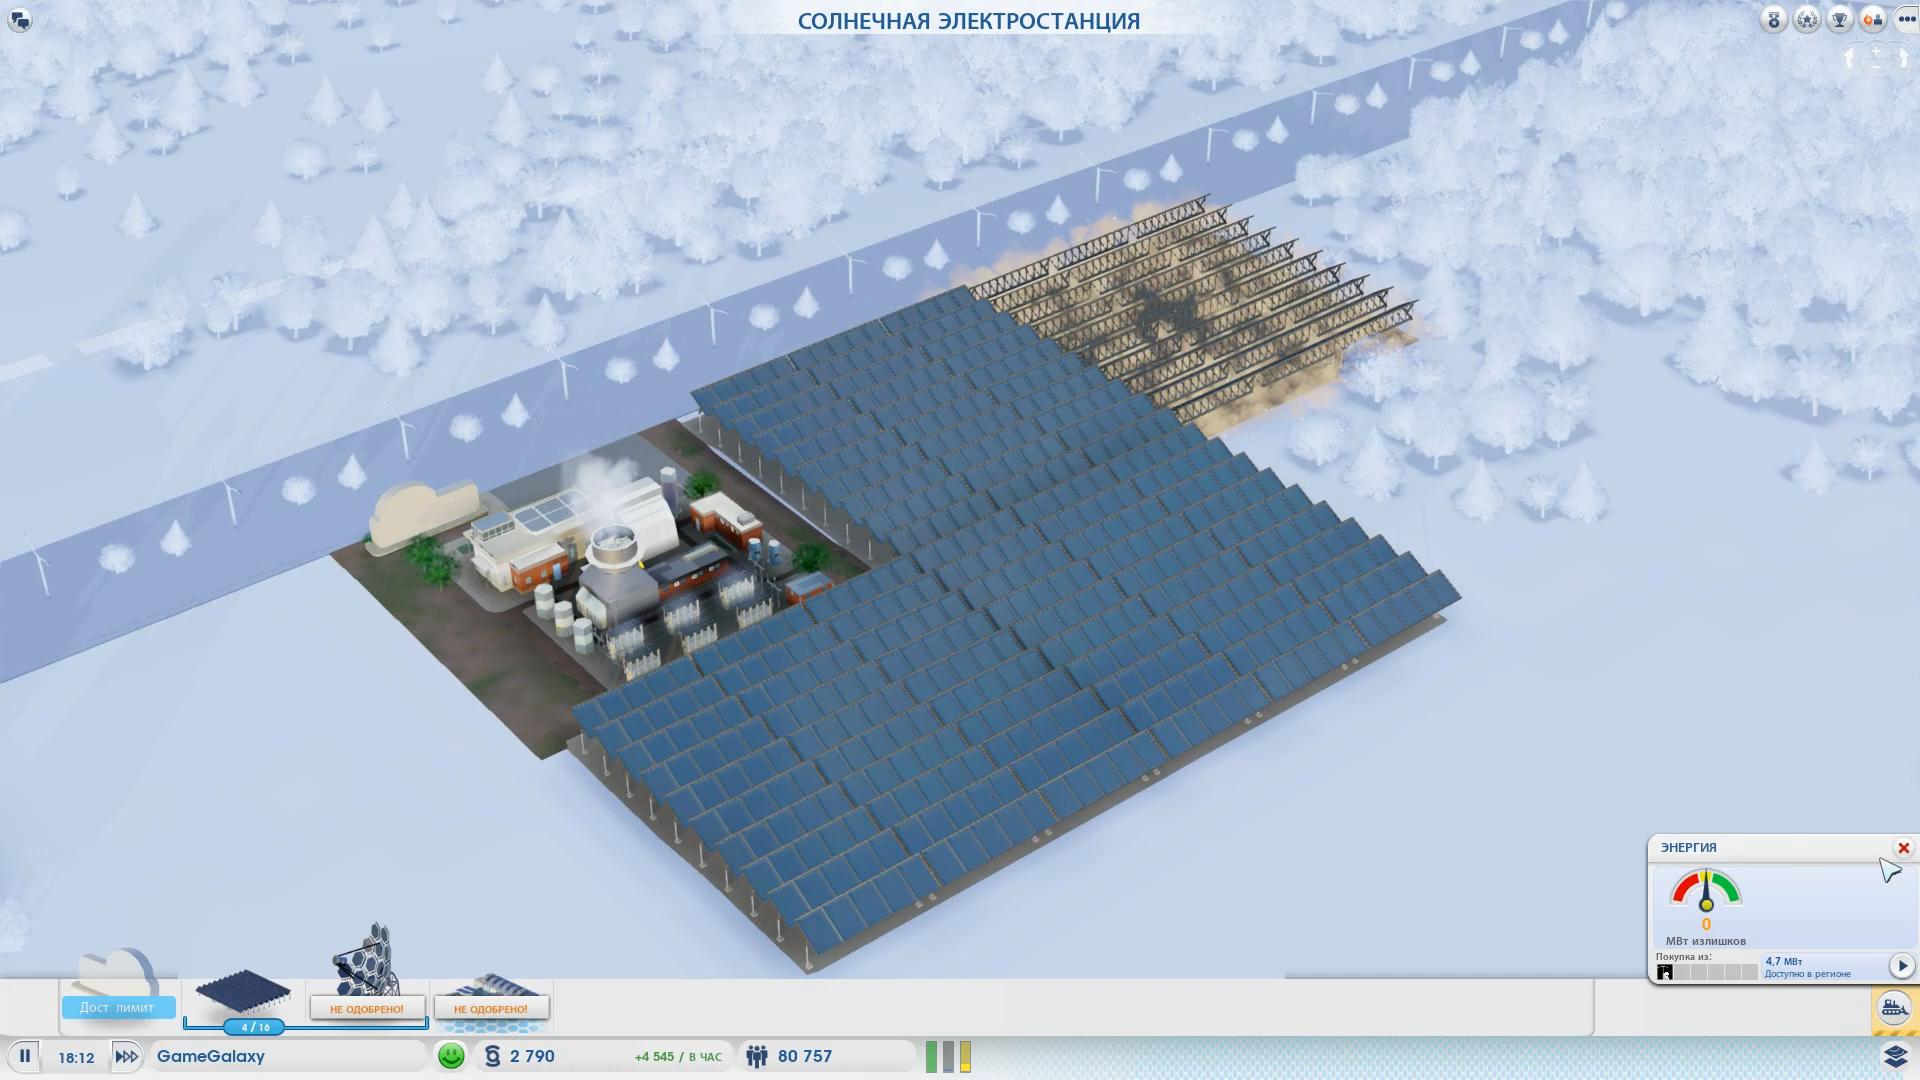 СОЛНЕЧНАЯ ЭЛЕКТРОСТАНЦИЯ
ЭНЕРГИЯ
0
МВт излишков
Покупка из:
4,7 МВт
Доступно в регионе
Дост. лимит
4 / 16
НЕ ОДОБРЕНО!
НЕ ОДОБРЕНО!
18:12
GameGalaxy
2 790
+4 545 / В ЧАС
80 757